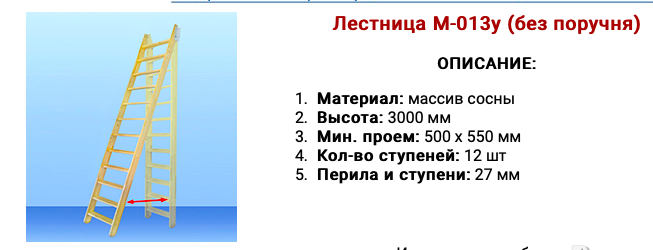 Лестница М-013у (без поручня)
ОПИСАНИЕ:
1. Материал: массив сосны
2. Высота: 3000 мм
3. Мин. проем: 500 х 550 мм
4. Кол-во ступеней: 12 шт
5. Перила и ступени: 27 мм